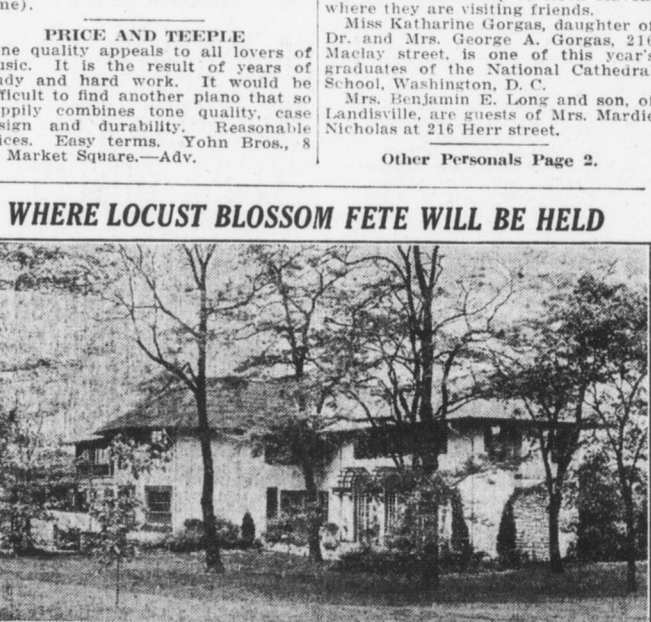 ne).
PRICE AND TEEPLE
ne quality appeals to all lovers of
usic. It is the result of years of
udy and hard work. It would be
fficult to find another piano that so
appily combines tone quality, case
sign and durability. Reasonable
ices. Easy terms. Yohn Bros., 8
Market Square.—Adv.
where they are visiting friends.
Miss Katharine Gorgas, daughter of
Dr. and Mrs. George A. Gorgas, 216
Maclay street, is one of this year's
graduates of the National Cathedra
School, Washington, D. C.
Mrs. Benjamin E. Long and son, of
Landisville, are guests of Mrs. Mardie
Nicholas at 216 Herr street.
Other Personals Page 2.
WHERE LOCUST BLOSSOM FETE WILL BE HELD